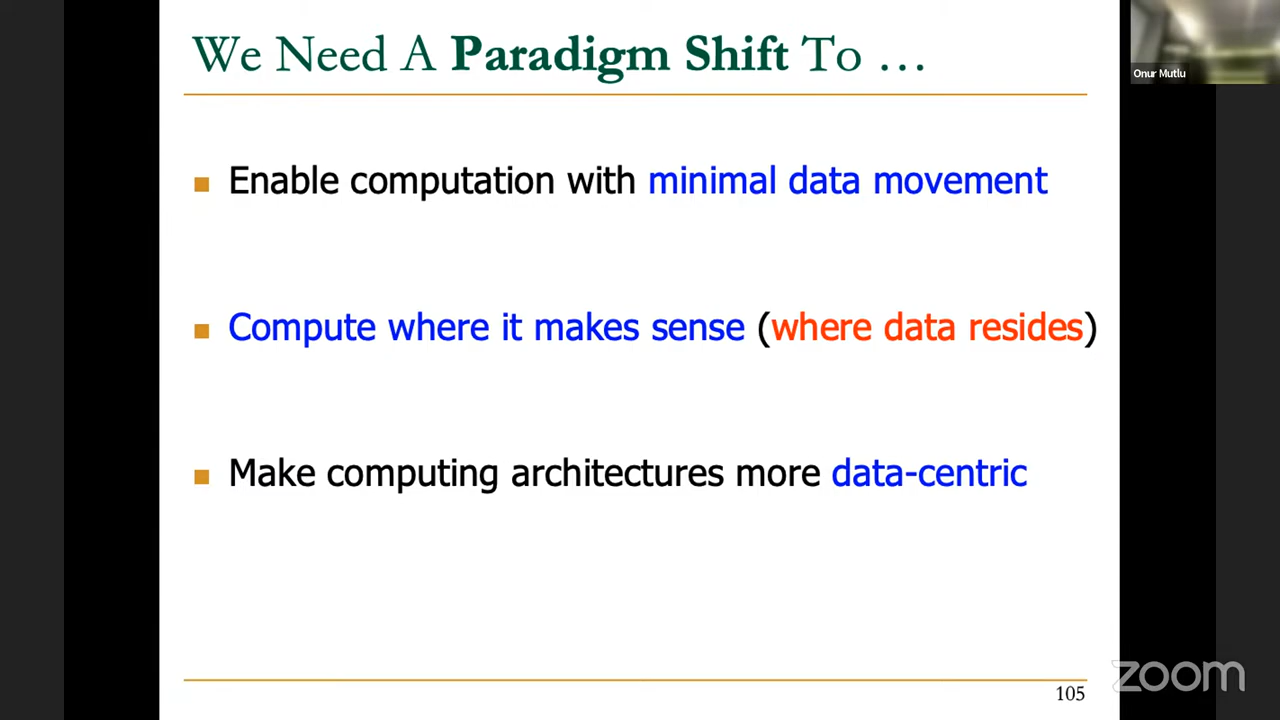 We Need A Paradigm Shift To …
Onur Mutlu
Enable computation with minimal data movement
Compute where it makes sense (where data resides)
Make computing architectures more data-centric
105
zoom